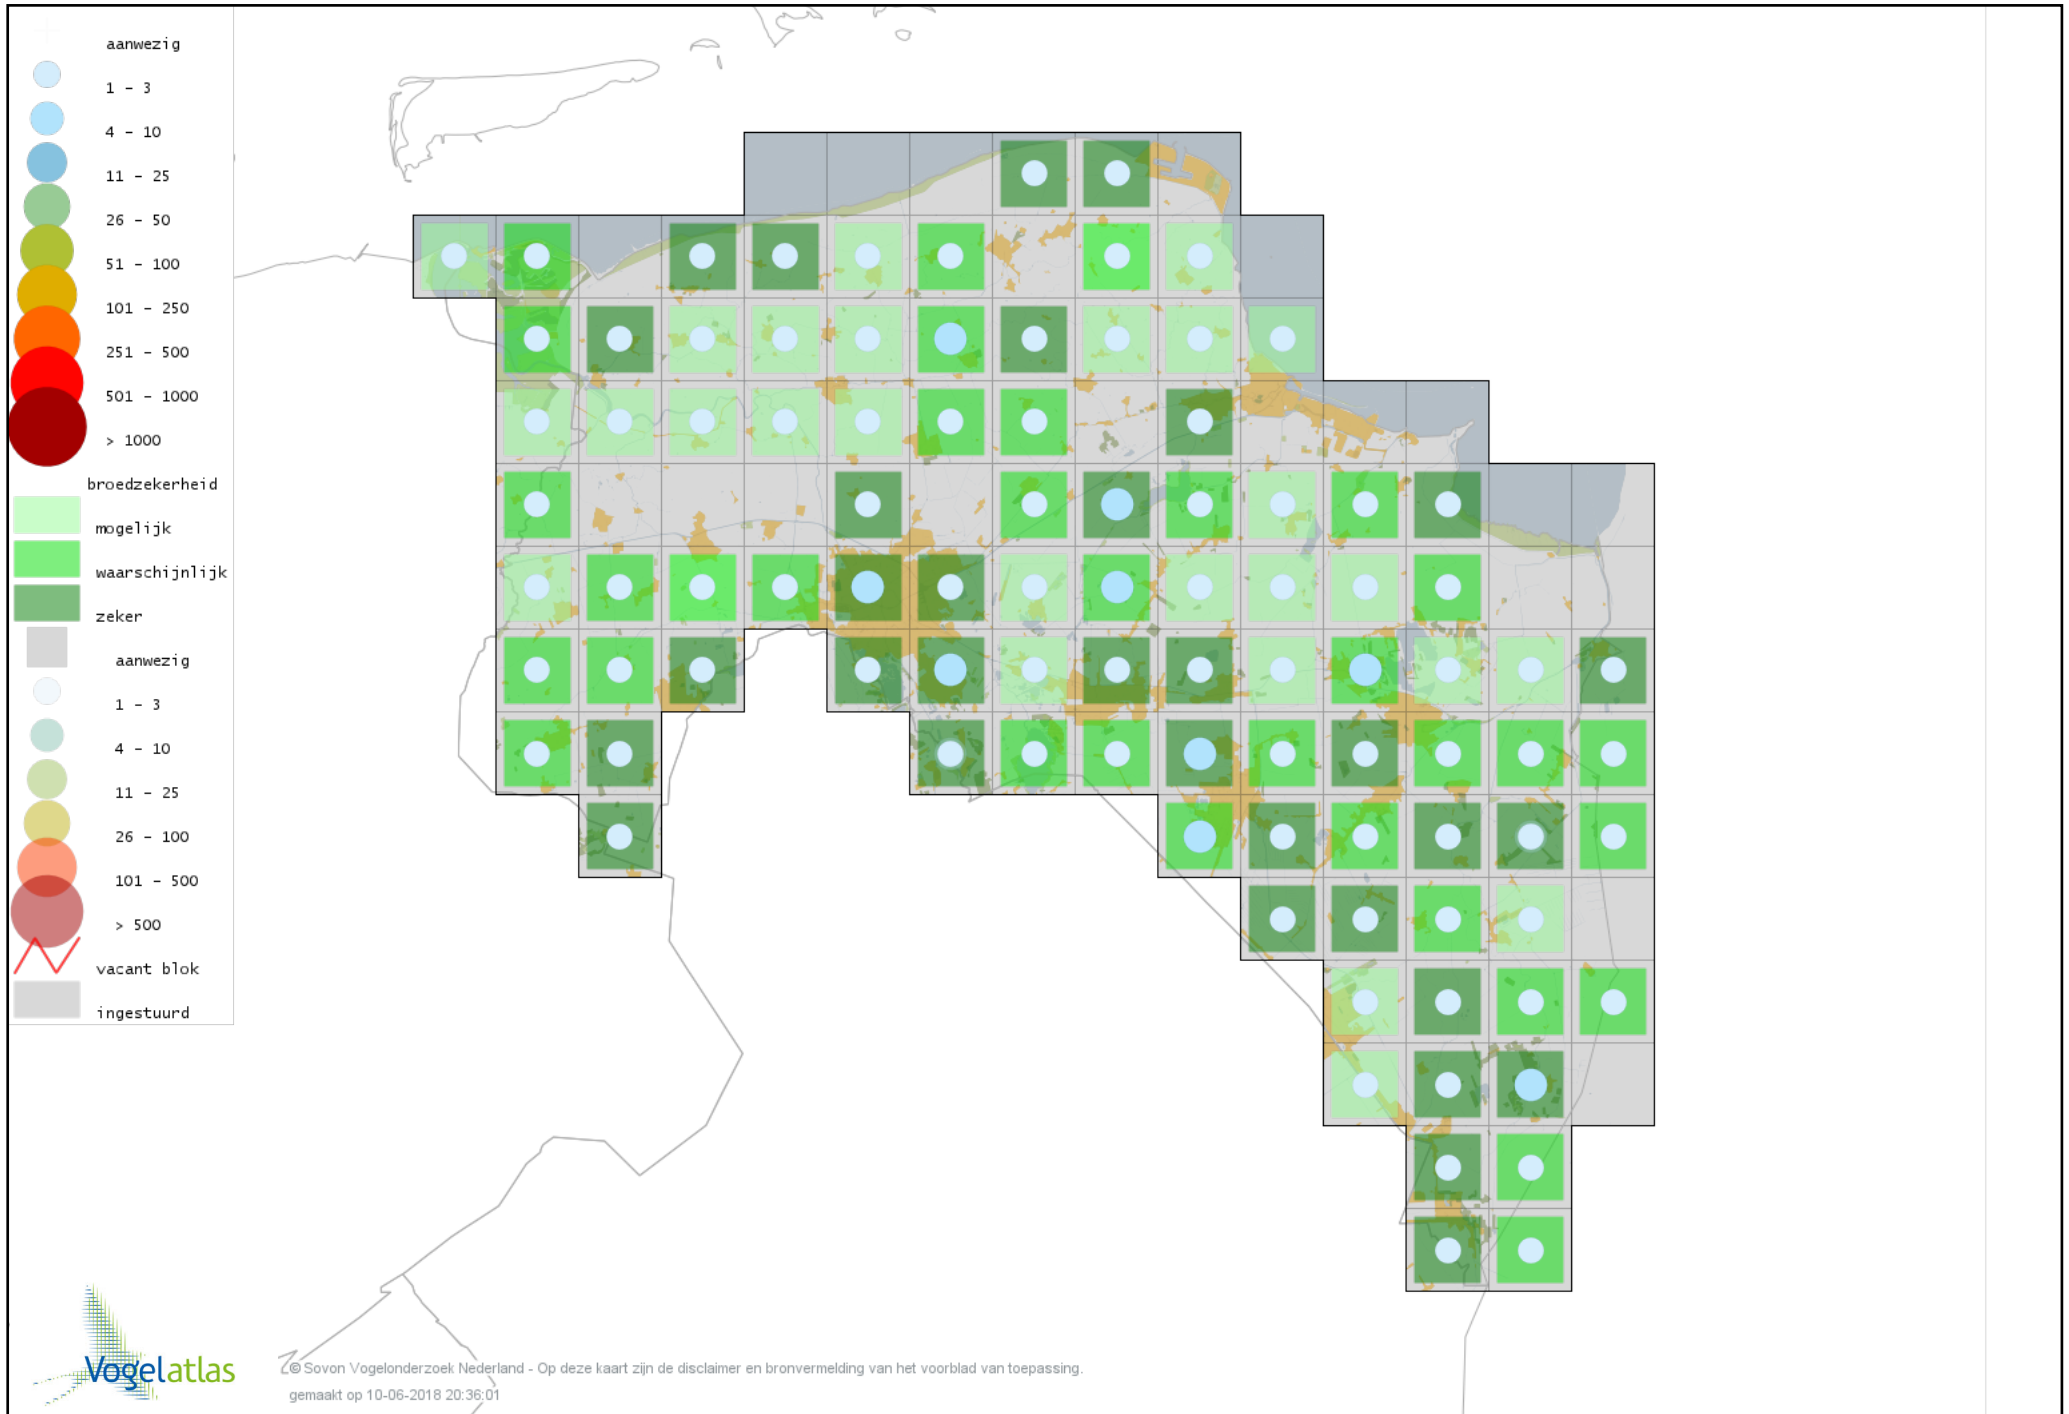 aanwezig
1 - 3
4 - 10
11 - 25
26 - 50
51 - 100
101 - 250
251 - 500
501 - 1000
> 1000
broedzekerheid
mogelijk
waarschijnlijk
zeker
aanwezig
1 - 3
4 - 10
11 - 25
26 - 100
101 - 500
> 500
vacant blok
ingestuurd
Vogelatlas
© Sovon Vogelonderzoek Nederland - Op deze kaart zijn de disclaimer en bronvermelding van het voorblad van toepassing.
gemaakt op 10-06-2018 20:36:01